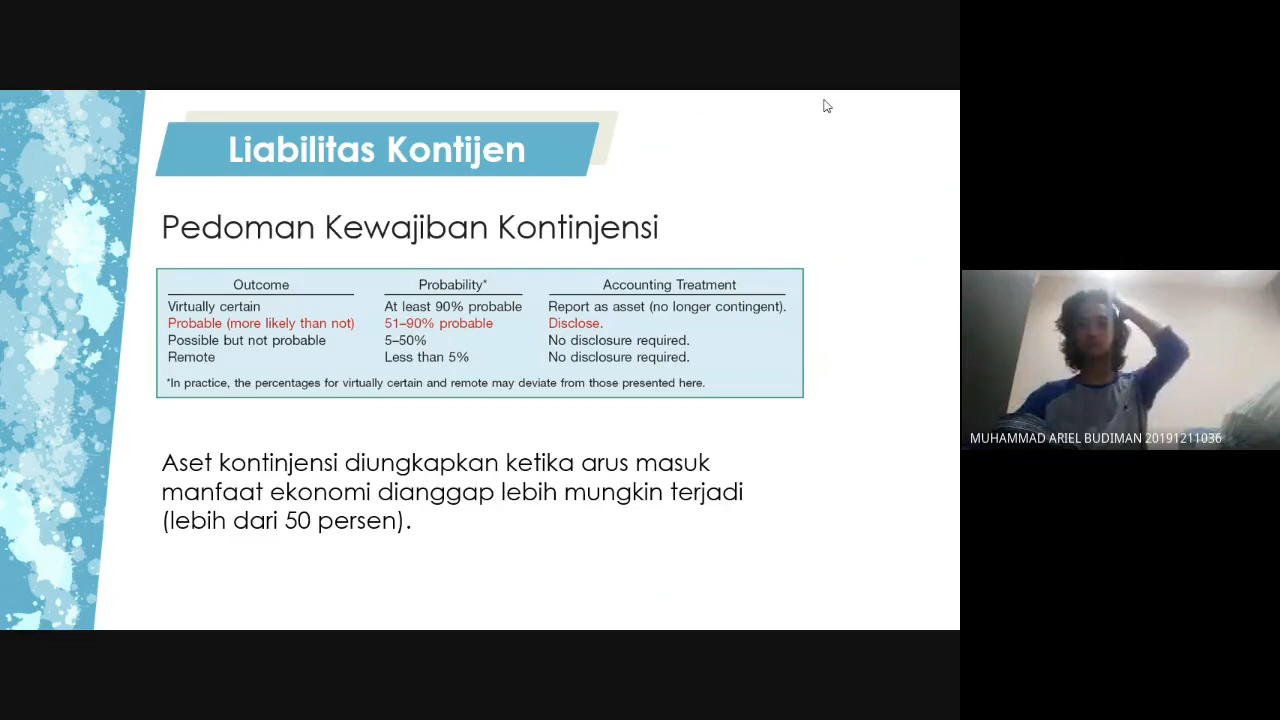 Liabilitas Kontijen
Pedoman Kewajiban Kontinjensi
Outcome Probability* Accounting Treatment
Virtually certain At least 90% probable Report as asset (no longer contingent).
Probable (more likely than not) 51–90% probable Disclose.
Possible but not probable 5–50% No disclosure required.
Remote Less than 5% No disclosure required.
*In practice, the percentages for virtually certain and remote may deviate from those presented here.
Aset kontinjensi diungkapkan ketika arus masuk
manfaat ekonomi dianggap lebih mungkin terjadi
(lebih dari 50 persen).
MUHAMMAD ARIEL BUDIMAN 20191211036